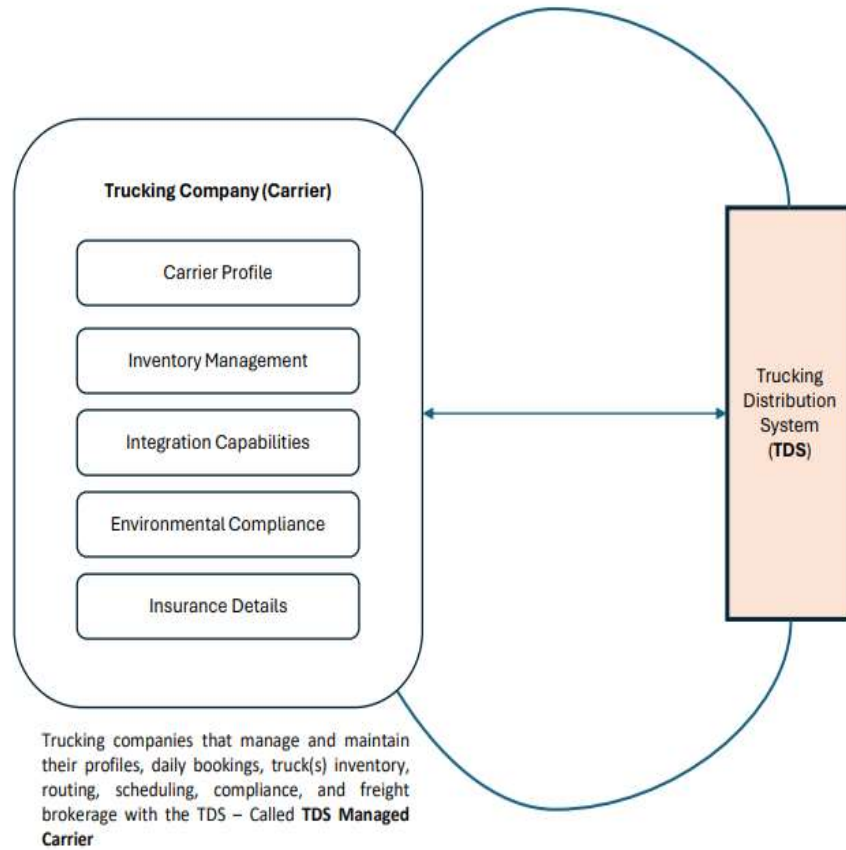 Trucking Company (Carrier)
Carrier Profile
Inventory Management
Integration Capabilities
Environmental Compliance
Insurance Details
Trucking
Distribution
System
(TDS)
Trucking companies that manage and maintain
their profiles, daily bookings, truck(s) inventory,
routing, scheduling, compliance, and freight
brokerage with the TDS – Called TDS Managed
Carrier